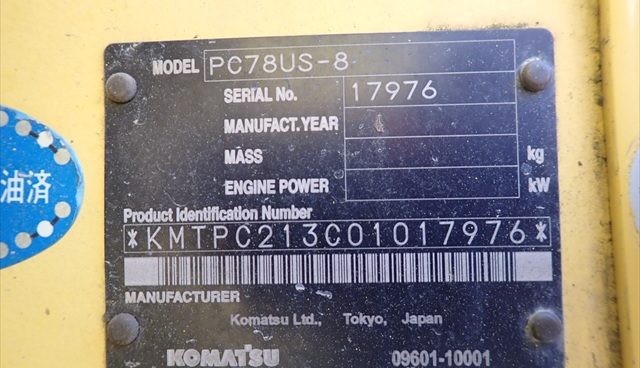 MODEL PC78US-8
SERIAL No. 17976
MANUFACT.YEAR
MASS kg
ENGINE POWER kW
Product Identification Number
*KMTPC213C01017976*
MANUFACTURER
Komatsu Ltd., Tokyo, Japan
KOMATSU 09601-10001
油済